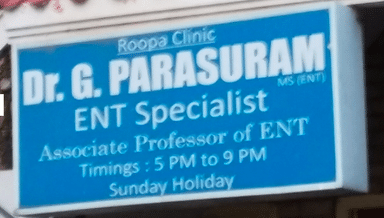 Roopa Clinic
Dr. G. PARASURAM
MS (ENT)
ENT Specialist
Associate Professor of ENT
Timings : 5 PM to 9 PM
Sunday Holiday